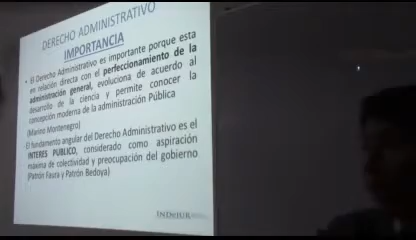 DERECHO ADMINISTRATIVO
IMPORTANCIA
• El Derecho Administrativo es importante porque esta
en relación directa con el perfeccionamiento de la
administración general, evoluciona de acuerdo al
desarrollo de la ciencia y permite conocer la
concepción moderna de la administración Pública
(Marino Montenegro)
El fundamento angular del Derecho Administrativo es el
INTERES PÚBLICO, considerado como aspiración
máxima de colectividad y preocupación del gobierno
(Patrón Faura y Patrón Bedoya)
INDeJUR